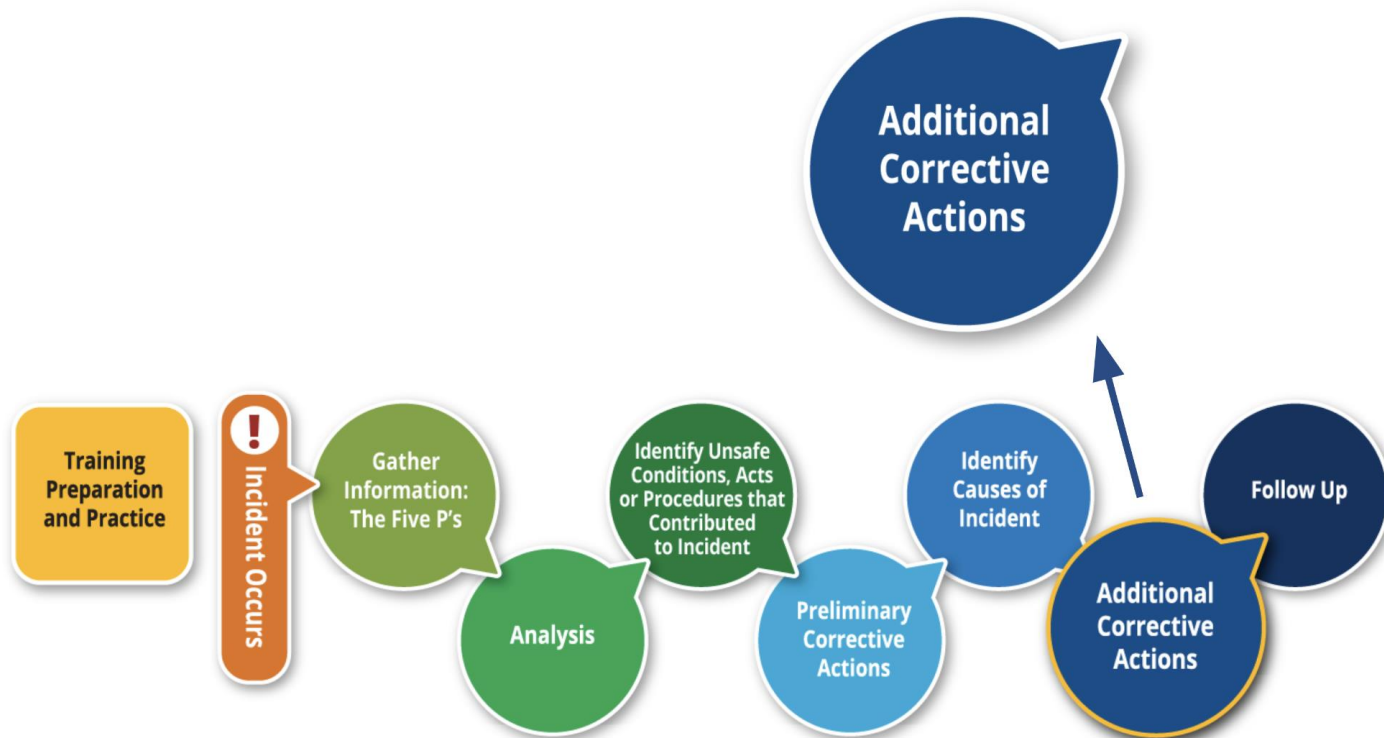 Additional
Corrective
Actions
Training
Preparation
and Practice
!
Incident Occurs
Gather
Information:
The Five P's
Analysis
Identify Unsafe
Conditions, Acts
or Procedures that
Contributed
to Incident
Preliminary
Corrective
Actions
Identify
Causes of
Incident
Additional
Corrective
Actions
Follow Up